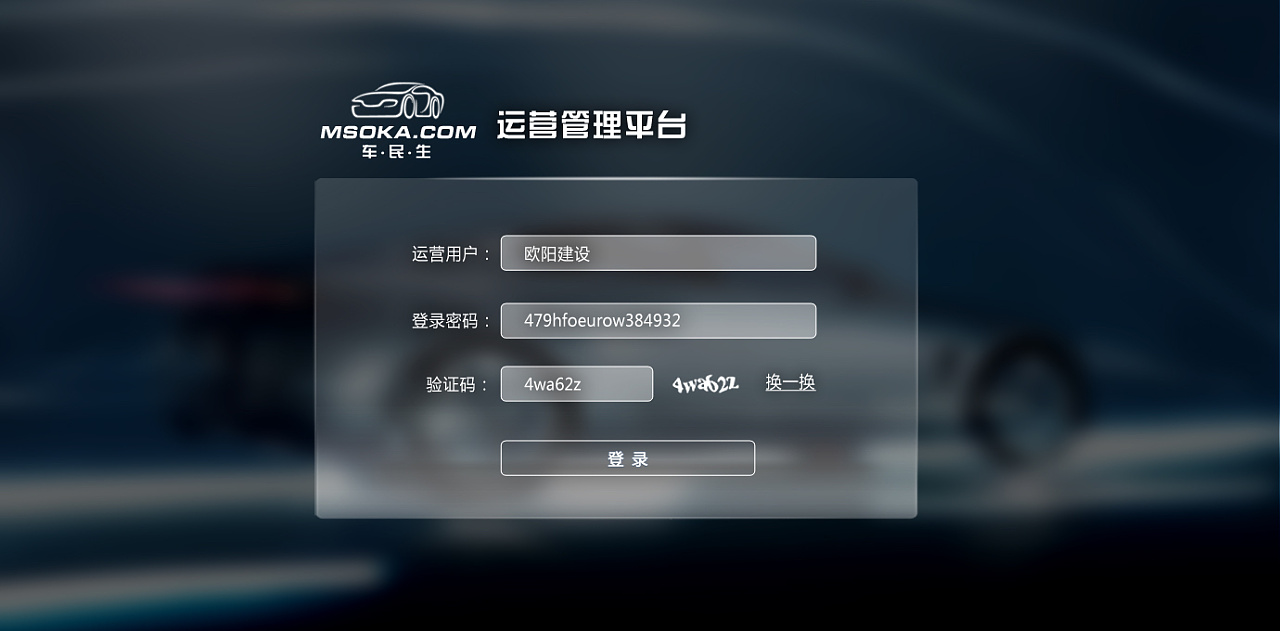 MSOKA.COM
车·民·生
运营管理平台
运营用户： 欧阳建设
登录密码： 479hfoeurow384932
验证码： 4wa62z 4wa62z 换一换
登 录